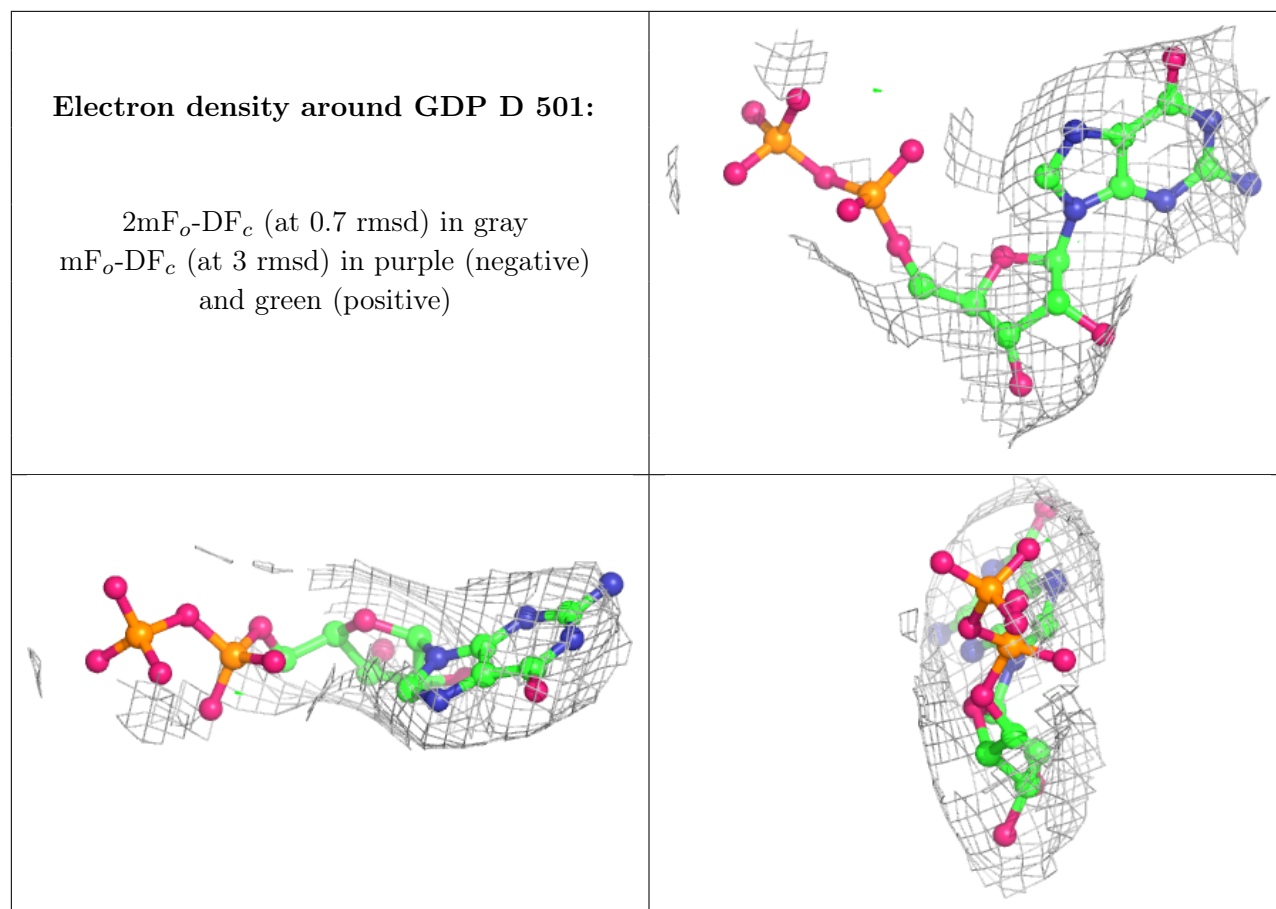 Electron density around GDP D 501:
2mFo-DFc (at 0.7 rmsd) in gray
mFo-DFc (at 3 rmsd) in purple (negative)
and green (positive)